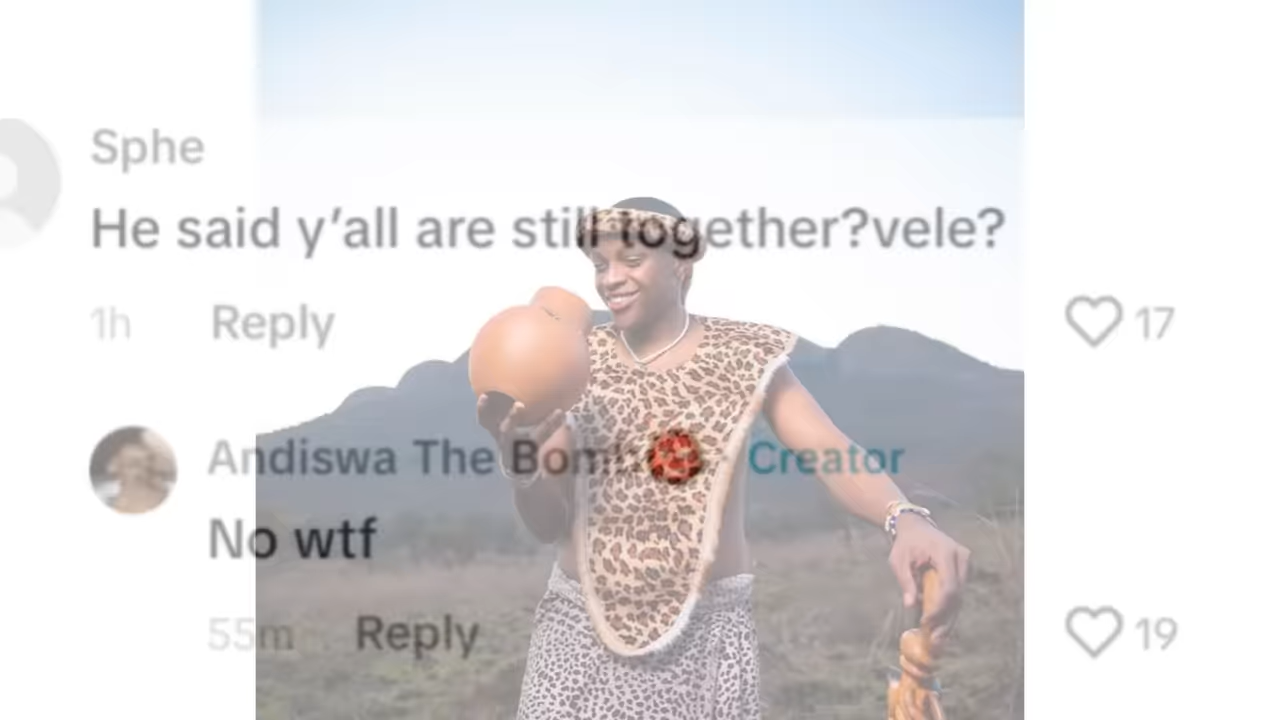 Sphe
He said y’all are still together?vele?
1h Reply 17
Andiswa The Bomb Creator
No wtf
55m Reply 19